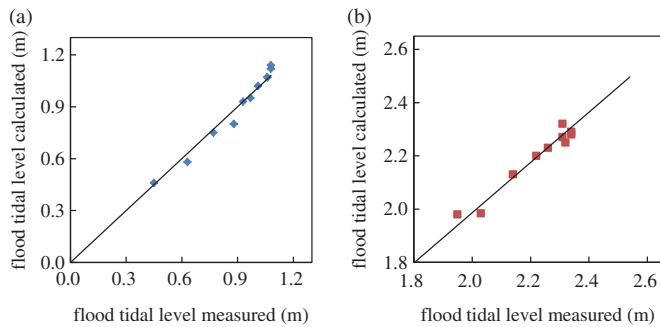 (a)
flood tidal level calculated (m)
1.2
0.9
0.6
0.3
0.0
0.0 0.3 0.6 0.9 1.2
flood tidal level measured (m)
(b)
flood tidal level calculated (m)
2.6
2.4
2.2
2.0
1.8
1.8 2.0 2.2 2.4 2.6
flood tidal level measured (m)